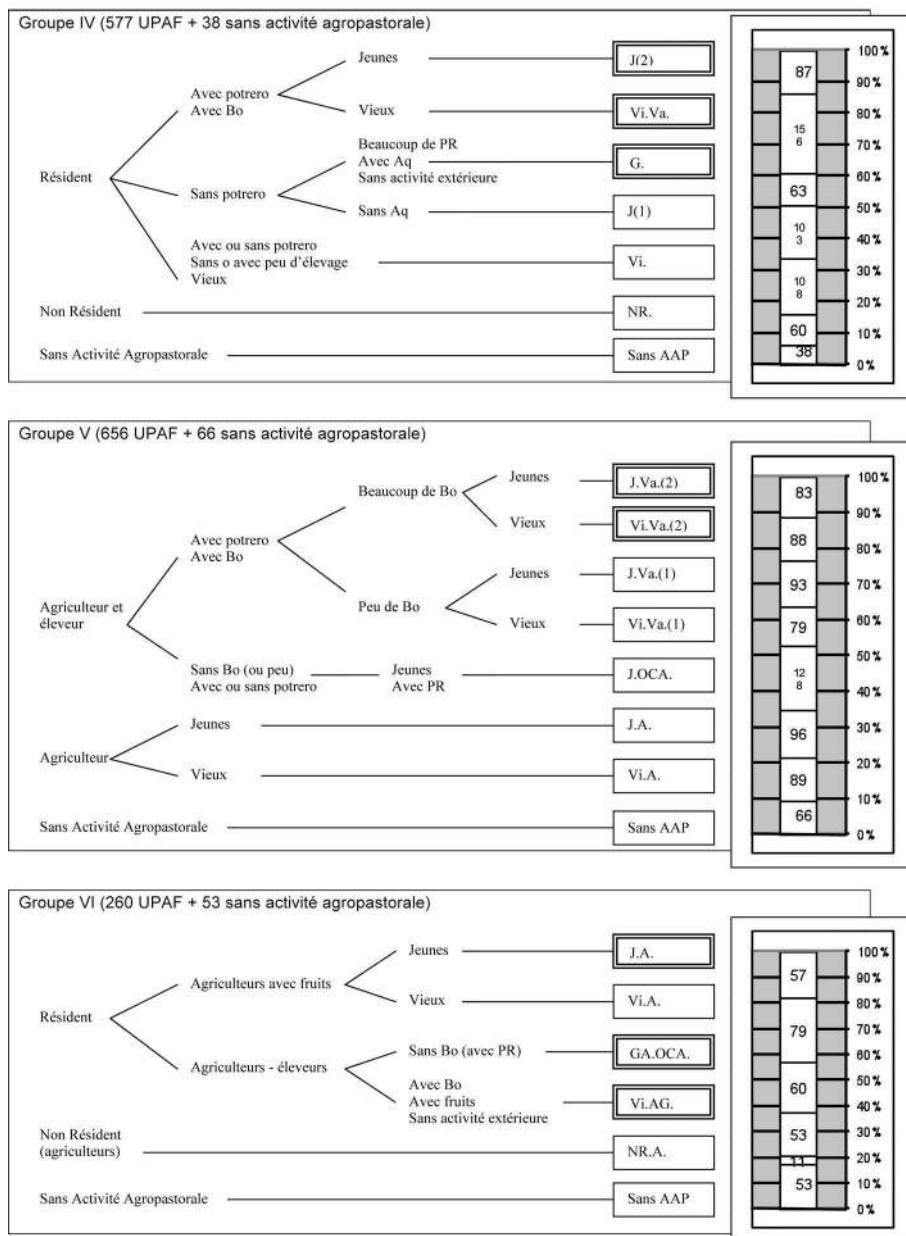 Groupe IV (577 UPAF + 38 sans activité agropastorale)
Jeunes
J(2)
Avec potrero
Avec Bo
Vieux
Vi.Va.
Résident
Beaucoup de PR
Avec Aq
Sans activité extérieure
G.
Sans potrero
Sans Aq
J(1)
Avec ou sans potrero
Sans o avec peu d'élevage
Vieux
Vi.
Non Résident
NR.
Sans Activité Agropastorale
Sans AAP
87
15
6
63
10
3
10
8
60
38
100%
90%
80%
70%
60%
50%
40%
30%
20%
10%
0%
Groupe V (656 UPAF + 66 sans activité agropastorale)
Jeunes
J.Va.(2)
Beaucoup de Bo
Vieux
Vi.Va.(2)
Avec potrero
Avec Bo
Jeunes
J.Va.(1)
Peu de Bo
Vieux
Vi.Va.(1)
Agriculteur et
éleveur
Sans Bo (ou peu)
Avec ou sans potrero
Jeunes
Avec PR
J.OCA.
Jeunes
J.A.
Agriculteur
Vieux
Vi.A.
Sans Activité Agropastorale
Sans AAP
83
88
93
79
12
8
96
89
66
100%
90%
80%
70%
60%
50%
40%
30%
20%
10%
0%
Groupe VI (260 UPAF + 53 sans activité agropastorale)
Jeunes
J.A.
Agriculteurs avec fruits
Vieux
Vi.A.
Résident
Sans Bo (avec PR)
GA.OCA.
Agriculteurs - éleveurs
Avec Bo
Avec fruits
Sans activité extérieure
Vi.AG.
Non Résident
(agriculteurs)
NR.A.
Sans Activité Agropastorale
Sans AAP
57
79
60
53
11
53
100%
90%
80%
70%
60%
50%
40%
30%
20%
10%
0%